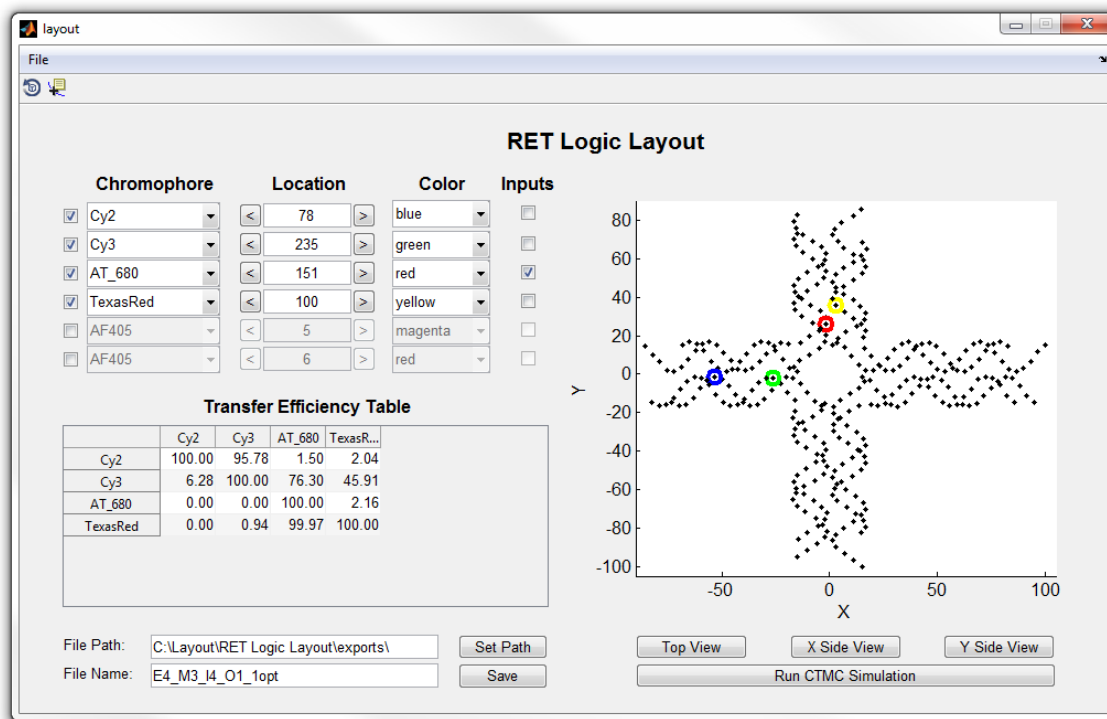 layout
File
RET Logic Layout
Chromophore Location Color Inputs
Cy2 < 78 > blue
Cy3 < 235 > green
AT_680 < 151 > red
TexasRed < 100 > yellow
AF405 < 5 > magenta
AF405 < 6 > red
Transfer Efficiency Table
Cy2 Cy3 AT_680 TexasR...
Cy2 100.00 95.78 1.50 2.04
Cy3 6.28 100.00 76.30 45.91
AT_680 0.00 0.00 100.00 2.16
TexasRed 0.00 0.94 99.97 100.00
80
60
40
20
0
-20
-40
-60
-80
-100
Y
-50 0 50 100
X
File Path: C:\Layout\RET Logic Layout\exports\ Set Path
File Name: E4_M3_I4_O1_1opt Save
Top View X Side View Y Side View
Run CTMC Simulation